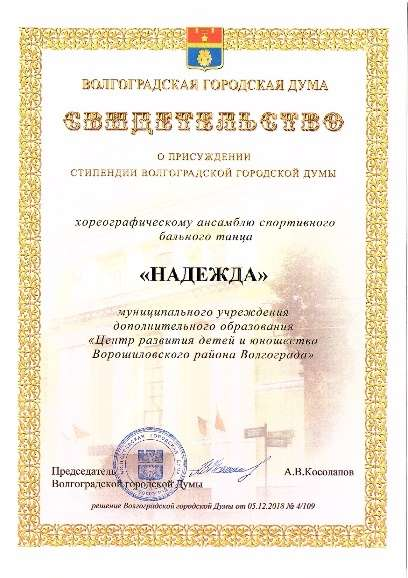 ВОЛГОГРАДСКАЯ ГОРОДСКАЯ ДУМА
СВИДЕТЕЛЬСТВО
О ПРИСУЖДЕНИИ
СТИПЕНДИИ ВОЛГОГРАДСКОЙ ГОРОДСКОЙ ДУМЫ
хореографическому ансамблю спортивного
бального танца
«НАДЕЖДА»
муниципального учреждения
дополнительного образования
«Центр развития детей и юношества
Ворошиловского района Волгограда»
Председатель
Волгоградской городской Думы
А.В.Косолапов
решение Волгоградской городской Думы от 05.12.2018 № 4/109